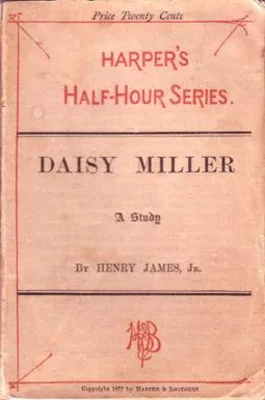 Price Twenty Cents
HARPER'S
HALF-HOUR SERIES.
DAISY MILLER
A Study
By HENRY JAMES, Jr.
Copyright 1877 by Harper & Brothers